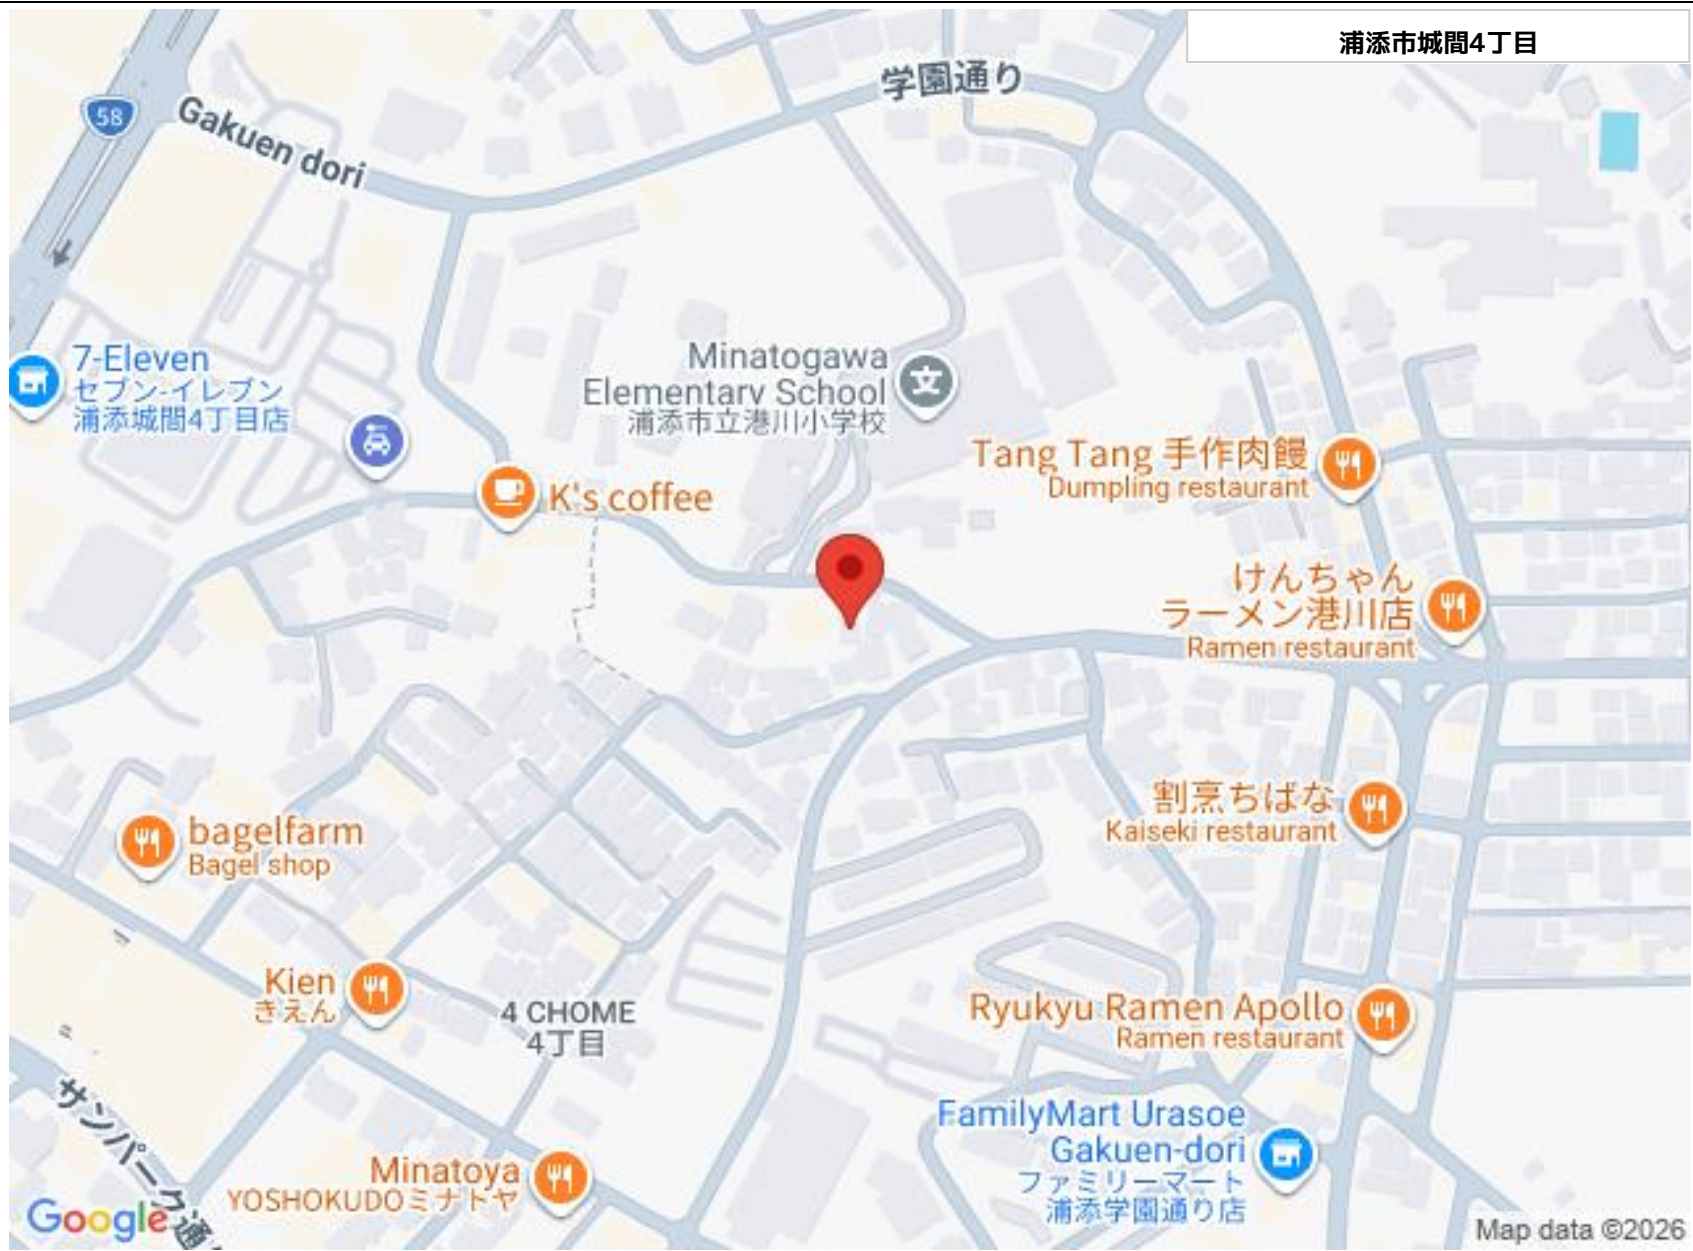 浦添市城間4丁目
学園通り
58
Gakuen dori
7-Eleven
セブン-イレブン
浦添城間4丁目店
Minatogawa
Elementary School
浦添市立港川小学校
文
K's coffee
Tang Tang 手作肉饅
Dumpling restaurant
けんちゃん
ラーメン港川店
Ramen restaurant
割烹ちばな
Kaiseki restaurant
bagelfarm
Bagel shop
Kien
きえん
4 CHOME
4丁目
Ryukyu Ramen Apollo
Ramen restaurant
FamilyMart Urasoe
Gakuen-dori
ファミリーマート
浦添学園通り店
サンパーク通
Minatoya
YOSHOKUDOミナトヤ
Google
Map data ©2026